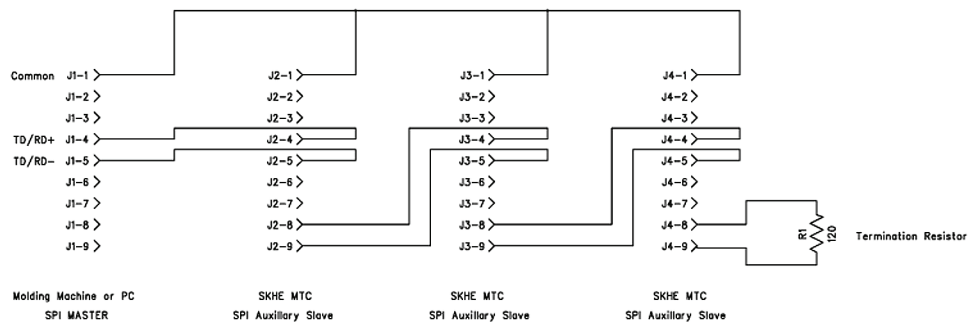 Common J1-1 J2-1 J3-1 J4-1
J1-2 J2-2 J3-2 J4-2
J1-3 J2-3 J3-3 J4-3
TD/RD+ J1-4 J2-4 J3-4 J4-4
TD/RD- J1-5 J2-5 J3-5 J4-5
J1-6 J2-6 J3-6 J4-6
J1-7 J2-7 J3-7 J4-7
J1-8 J2-8 J3-8 J4-8
J1-9 J2-9 J3-9 J4-9
R1
120
Termination Resistor
Molding Machine or PC SKHE MTC SKHE MTC SKHE MTC
SPI MASTER SPI Auxillary Slave SPI Auxillary Slave SPI Auxillary Slave